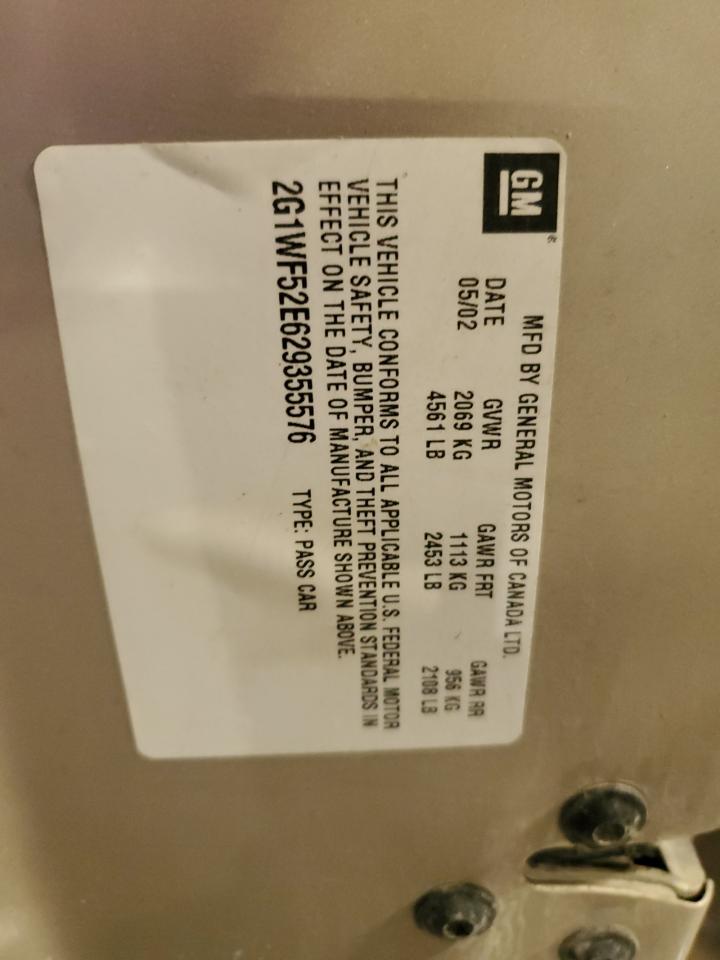 GM
MFD BY GENERAL MOTORS OF CANADA LTD.
DATE GVWR GAWR FRT GAWR RR
05/02 2069 KG 1113 KG 956 KG
4561 LB 2453 LB 2108 LB
THIS VEHICLE CONFORMS TO ALL APPLICABLE U.S. FEDERAL MOTOR
VEHICLE SAFETY, BUMPER, AND THEFT PREVENTION STANDARDS IN
EFFECT ON THE DATE OF MANUFACTURE SHOWN ABOVE.
2G1WF52E629355576 TYPE: PASS CAR